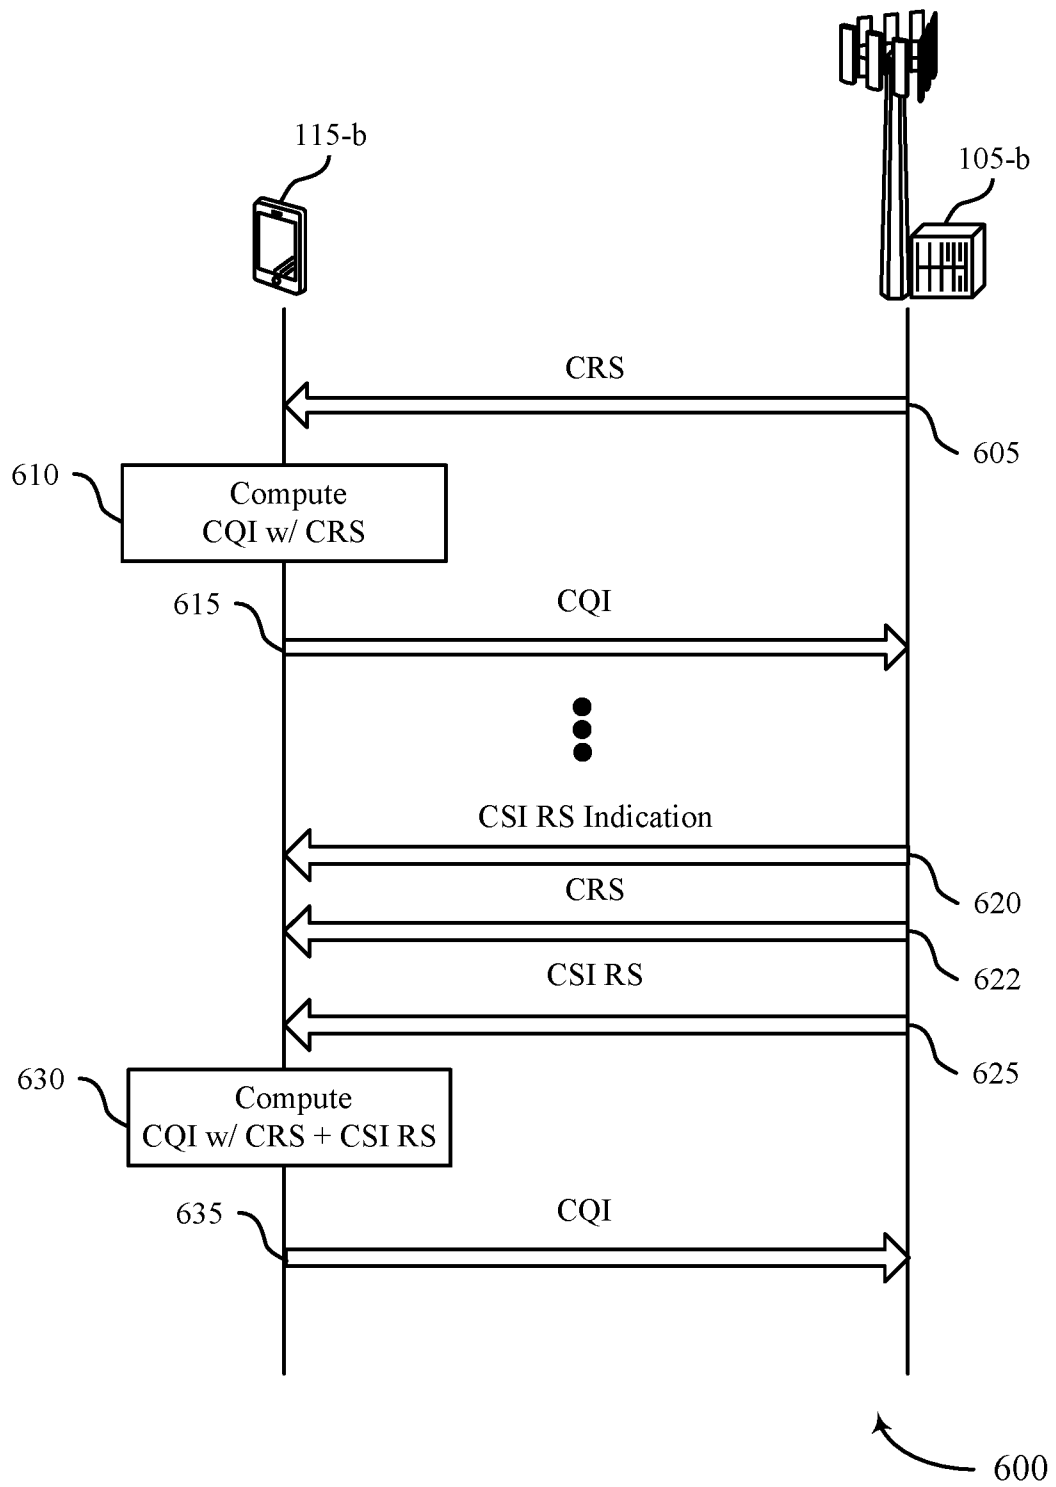 115-b
105-b
CRS
605
610
Compute
CQI w/ CRS
615
CQI
CSI RS Indication
620
CRS
622
CSI RS
625
630
Compute
CQI w/ CRS + CSI RS
635
CQI
600